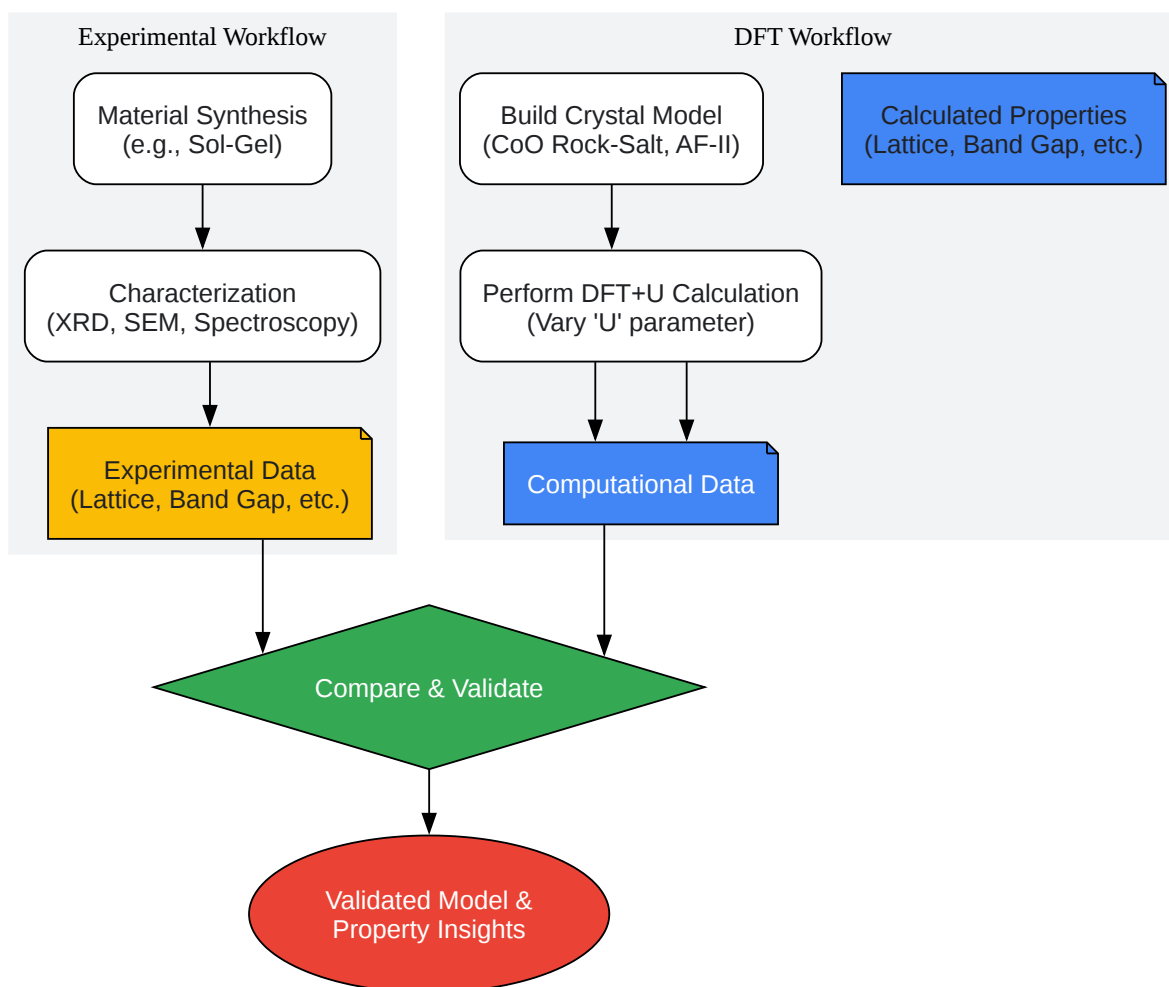 Experimental Workflow
Material Synthesis
(e.g., Sol-Gel)
Characterization
(XRD, SEM, Spectroscopy)
Experimental Data
(Lattice, Band Gap, etc.)
DFT Workflow
Build Crystal Model
(CoO Rock-Salt, AF-II)
Calculated Properties
(Lattice, Band Gap, etc.)
Perform DFT+U Calculation
(Vary 'U' parameter)
Computational Data
Compare & Validate
Validated Model &
Property Insights